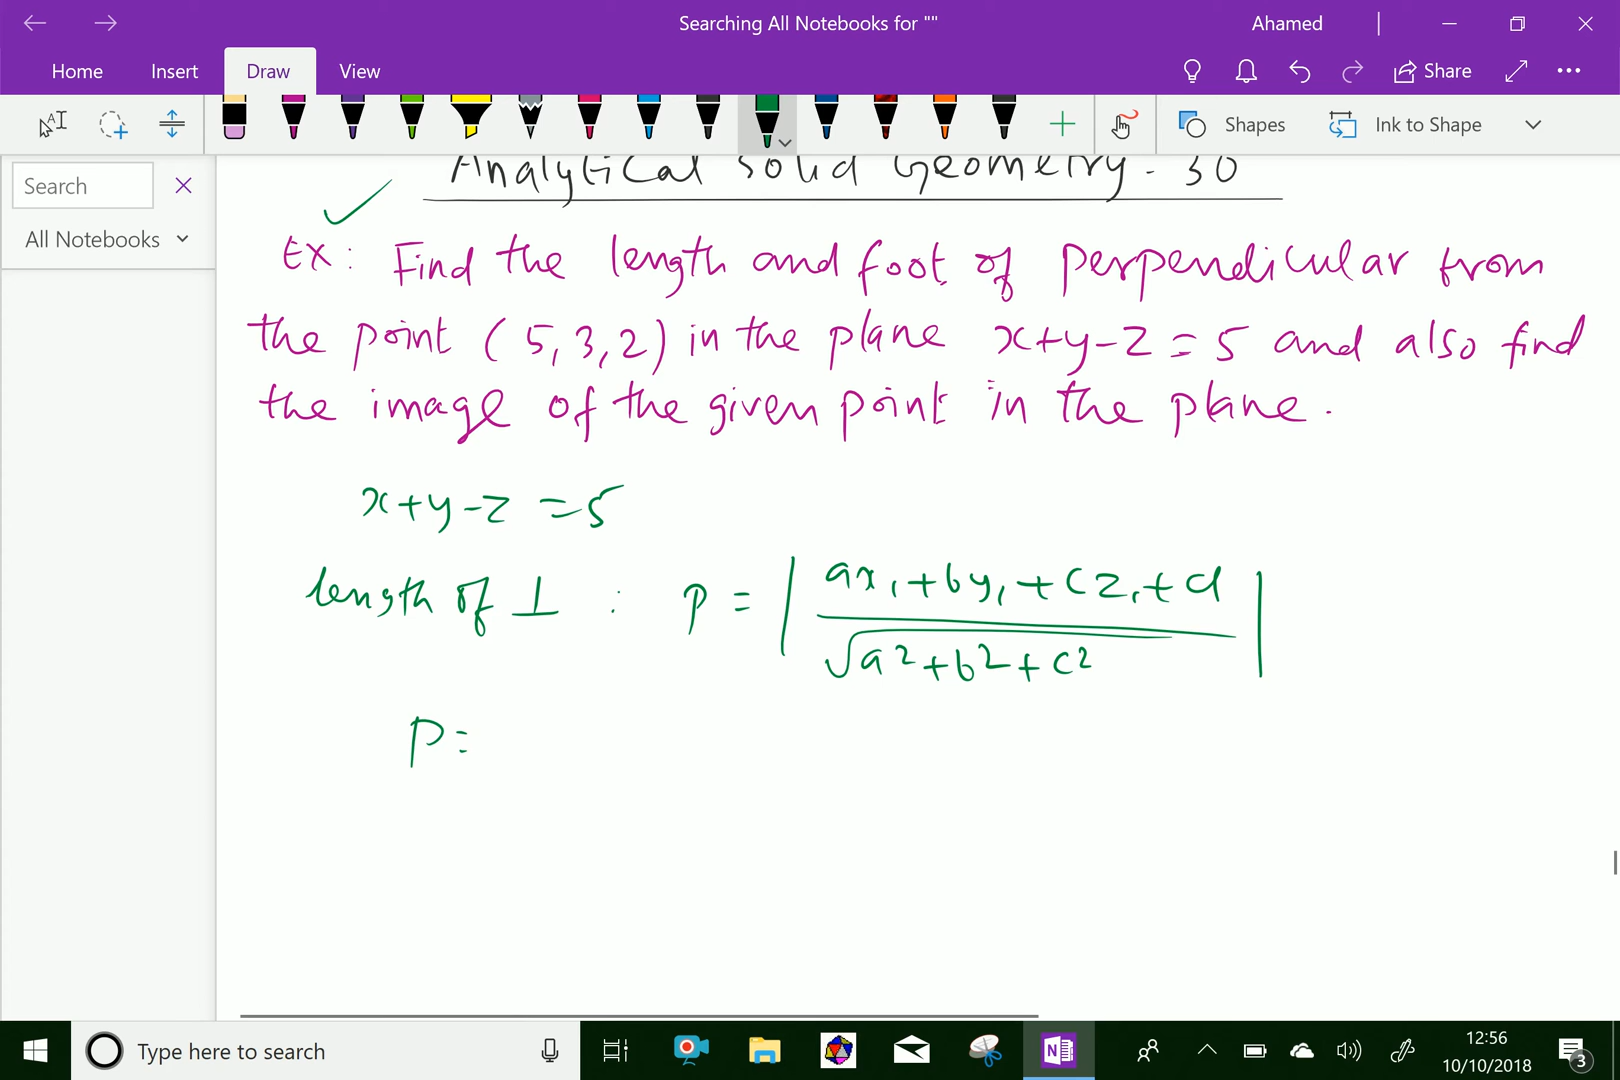 Searching All Notebooks for ""
Ahamed
Home Insert Draw View
Share
Shapes
Ink to Shape
Search
All Notebooks
Analytical Solid Geometry - 30
Ex: Find the length and foot of perpendicular from
the point (5, 3, 2) in the plane x+y-z=5 and also find
the image of the given point in the plane.
x+y-z=5
length of ⊥ : p = | ax₁+by₁+cz₁+d / √a²+b²+c² |
P=
Type here to search
12:56
10/10/2018
3